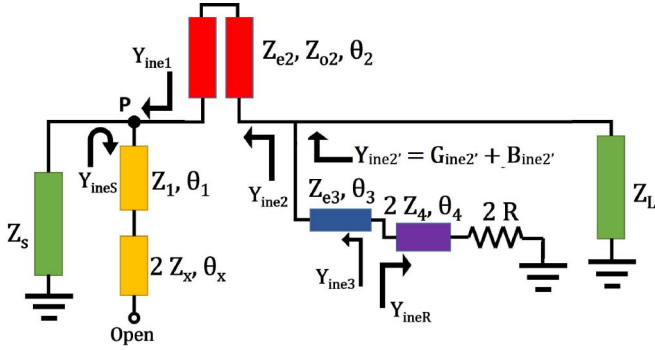 Z_e2, Z_o2, θ_2
Y_ine1
P
Y_ineS
Z_1, θ_1
Z_s
2 Z_x, θ_x
Open
Y_ine2
Y_ine2' = G_ine2' + B_ine2'
Z_e3, θ_3
2 Z_4, θ_4
2 R
Z_L
Y_ine3
Y_ineR